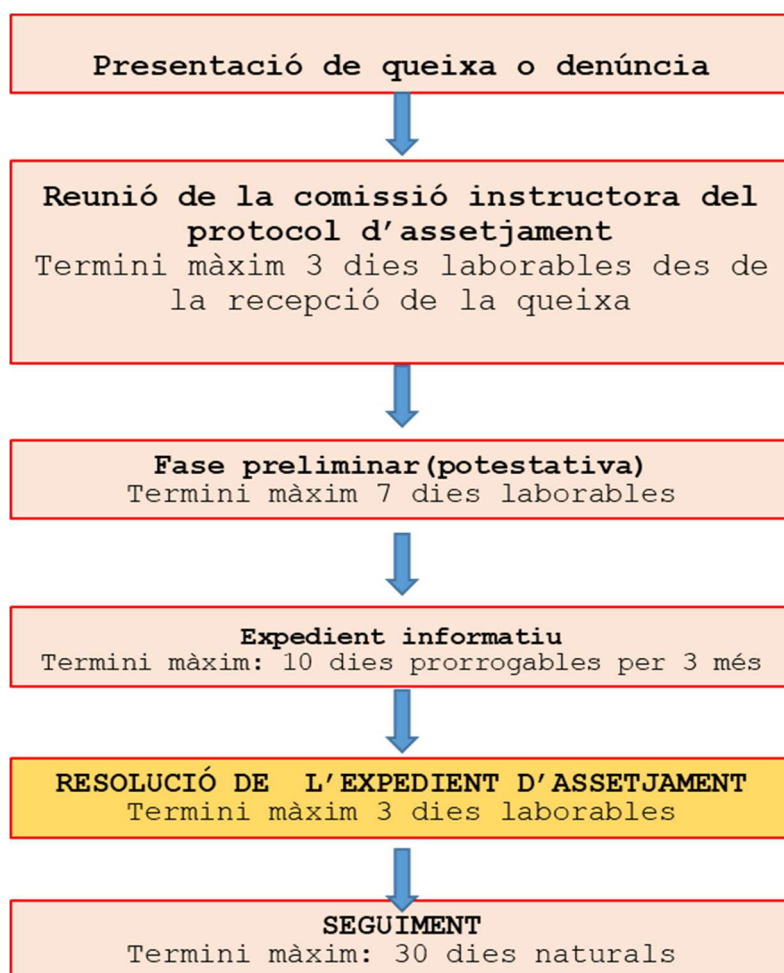 Presentació de queixa o denúncia
Reunió de la comissió instructora del
protocol d’assetjament
Termini màxim 3 dies laborables des de
la recepció de la queixa
Fase preliminar(potestativa)
Termini màxim 7 dies laborables
Expedient informatiu
Termini màxim: 10 dies prorrogables per 3 més
RESOLUCIÓ DE L’EXPEDIENT D’ASSETJAMENT
Termini màxim 3 dies laborables
SEGUIMENT
Termini màxim: 30 dies naturals